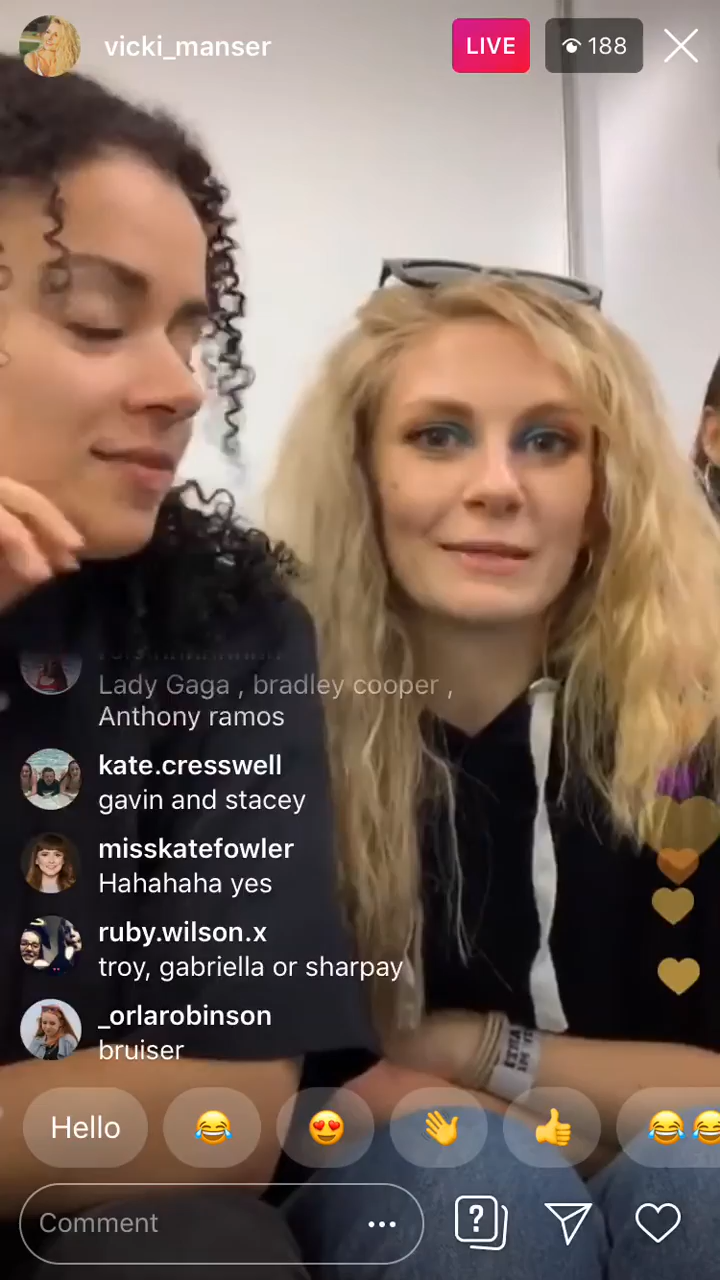 vicki_manser
LIVE
188
Lady Gaga , bradley cooper ,
Anthony ramos
kate.cresswell
gavin and stacey
misskatefowler
Hahahaha yes
ruby.wilson.x
troy, gabriella or sharpay
_orlarobinson
bruiser
Hello
Comment